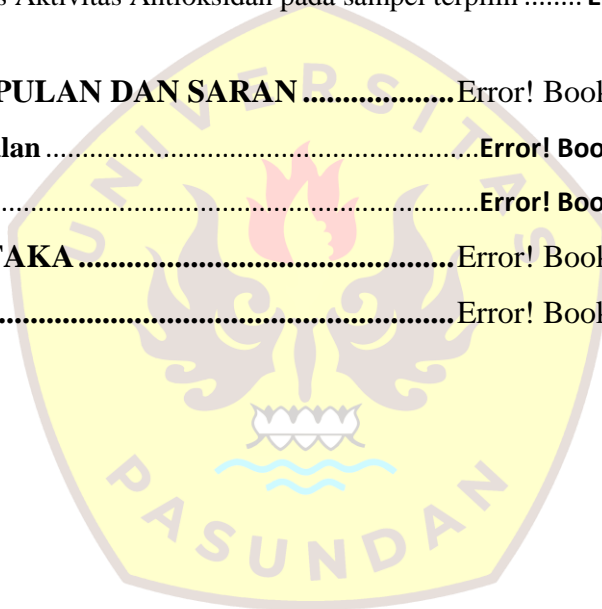 s Aktivitas Antioksidan pada sampel terpilih ........ E
PULAN DAN SARAN ................... Error! Book
lan ...................................................... Error! Boo
............................................................ Error! Boo
TAKA ............................................... Error! Book
......................................................... Error! Book
UNIVERSITAS
PASUNDAN